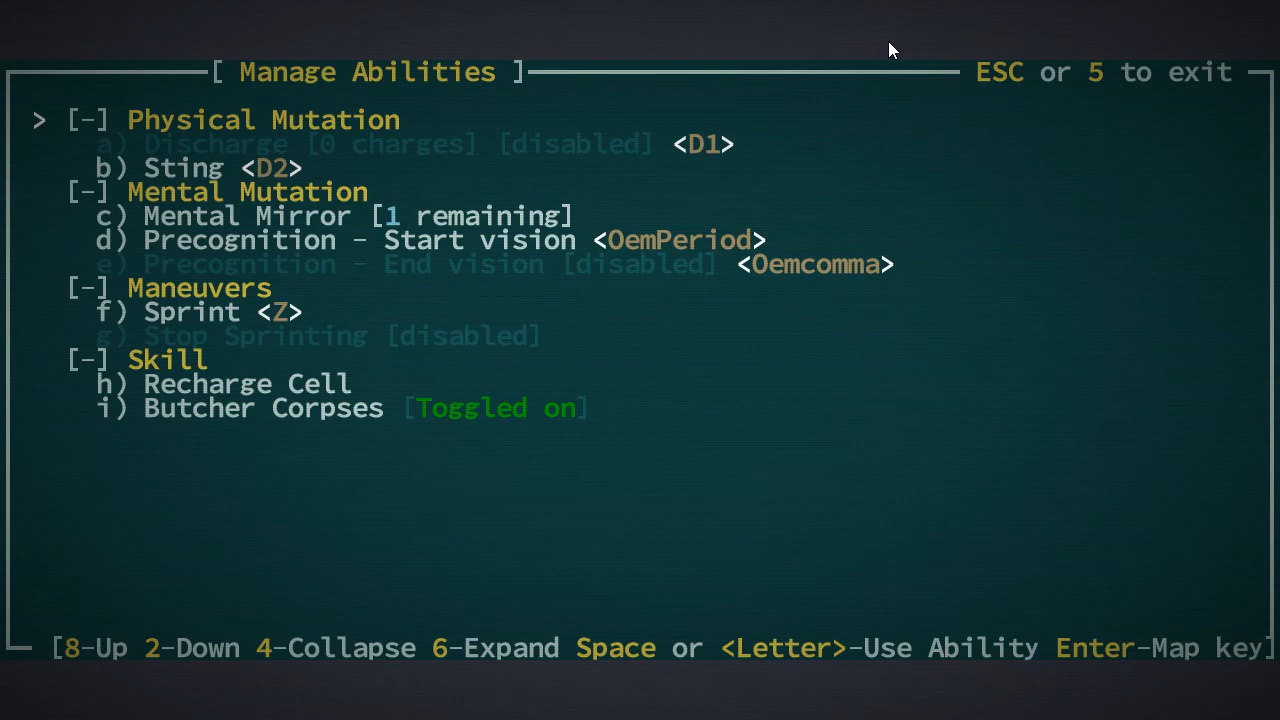 [ Manage Abilities ] ESC or 5 to exit
> [-] Physical Mutation
a) Discharge [0 charges] [disabled] <D1>
b) Sting <D2>
[-] Mental Mutation
c) Mental Mirror [1 remaining]
d) Precognition - Start vision <OemPeriod>
e) Precognition - End vision [disabled] <Oemcomma>
[-] Maneuvers
f) Sprint <Z>
g) Stop Sprinting [disabled]
[-] Skill
h) Recharge Cell
i) Butcher Corpses [Toggled on]
[8-Up 2-Down 4-Collapse 6-Expand Space or <Letter>-Use Ability Enter-Map key]